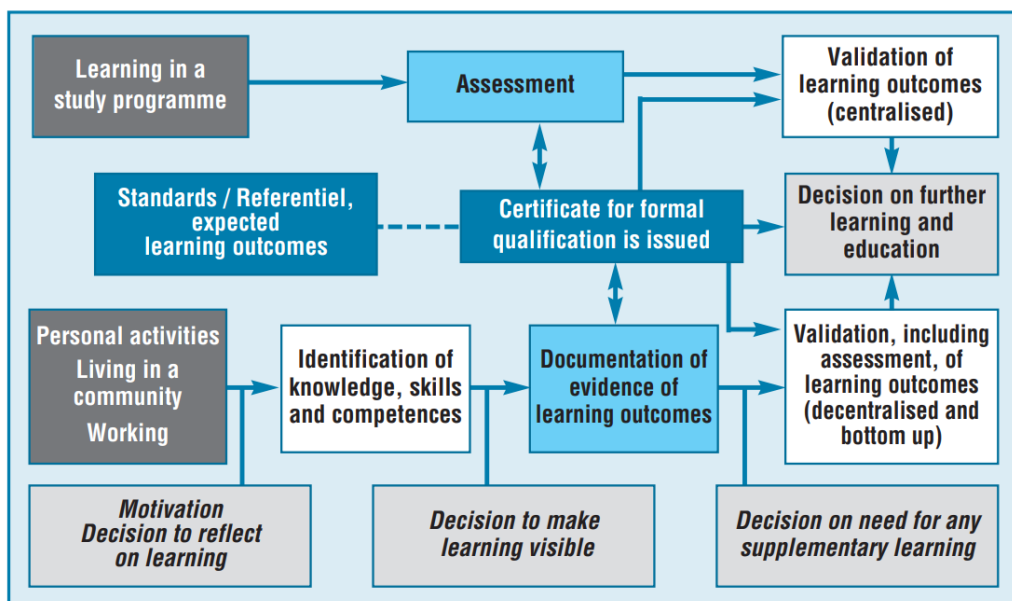 Learning in a
study programme
Assessment
Validation of
learning outcomes
(centralised)
Standards / Referentiel,
expected
learning outcomes
Certificate for formal
qualification is issued
Decision on further
learning and
education
Personal activities
Living in a
community
Working
Identification of
knowledge, skills
and competences
Documentation of
evidence of
learning outcomes
Validation, including
assessment, of
learning outcomes
(decentralised and
bottom up)
Motivation
Decision to reflect
on learning
Decision to make
learning visible
Decision on need for any
supplementary learning